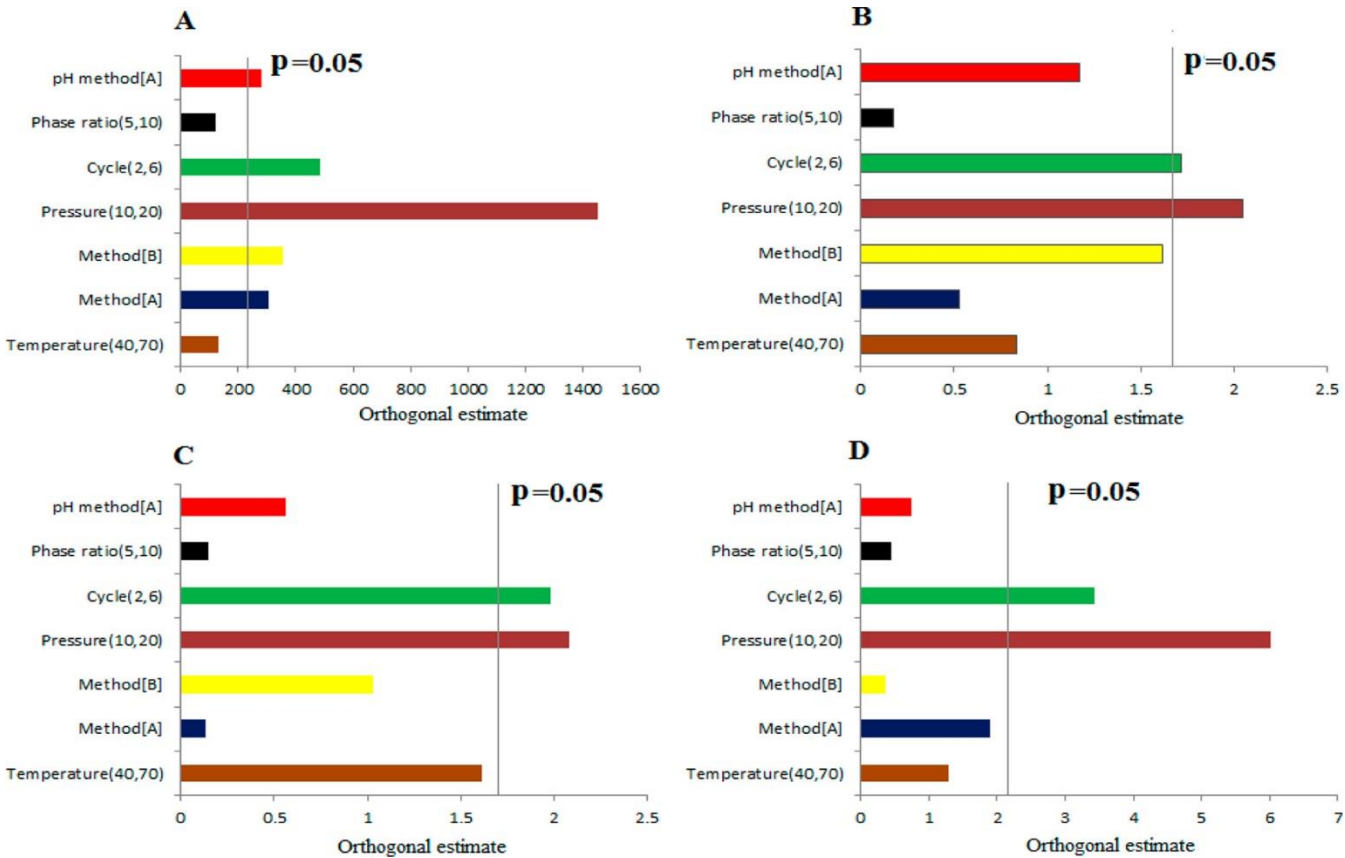 A
p=0.05
pH method[A]
Phase ratio(5,10)
Cycle(2,6)
Pressure(10,20)
Method[B]
Method[A]
Temperature(40,70)
0 200 400 600 800 1000 1200 1400 1600
Orthogonal estimate
B
p=0.05
pH method[A]
Phase ratio(5,10)
Cycle(2,6)
Pressure(10,20)
Method[B]
Method[A]
Temperature(40,70)
0 0.5 1 1.5 2 2.5
Orthogonal estimate
C
p=0.05
pH method[A]
Phase ratio(5,10)
Cycle(2,6)
Pressure(10,20)
Method[B]
Method[A]
Temperature(40,70)
0 0.5 1 1.5 2 2.5
Orthogonal estimate
D
p=0.05
pH method[A]
Phase ratio(5,10)
Cycle(2,6)
Pressure(10,20)
Method[B]
Method[A]
Temperature(40,70)
0 1 2 3 4 5 6 7
Orthogonal estimate